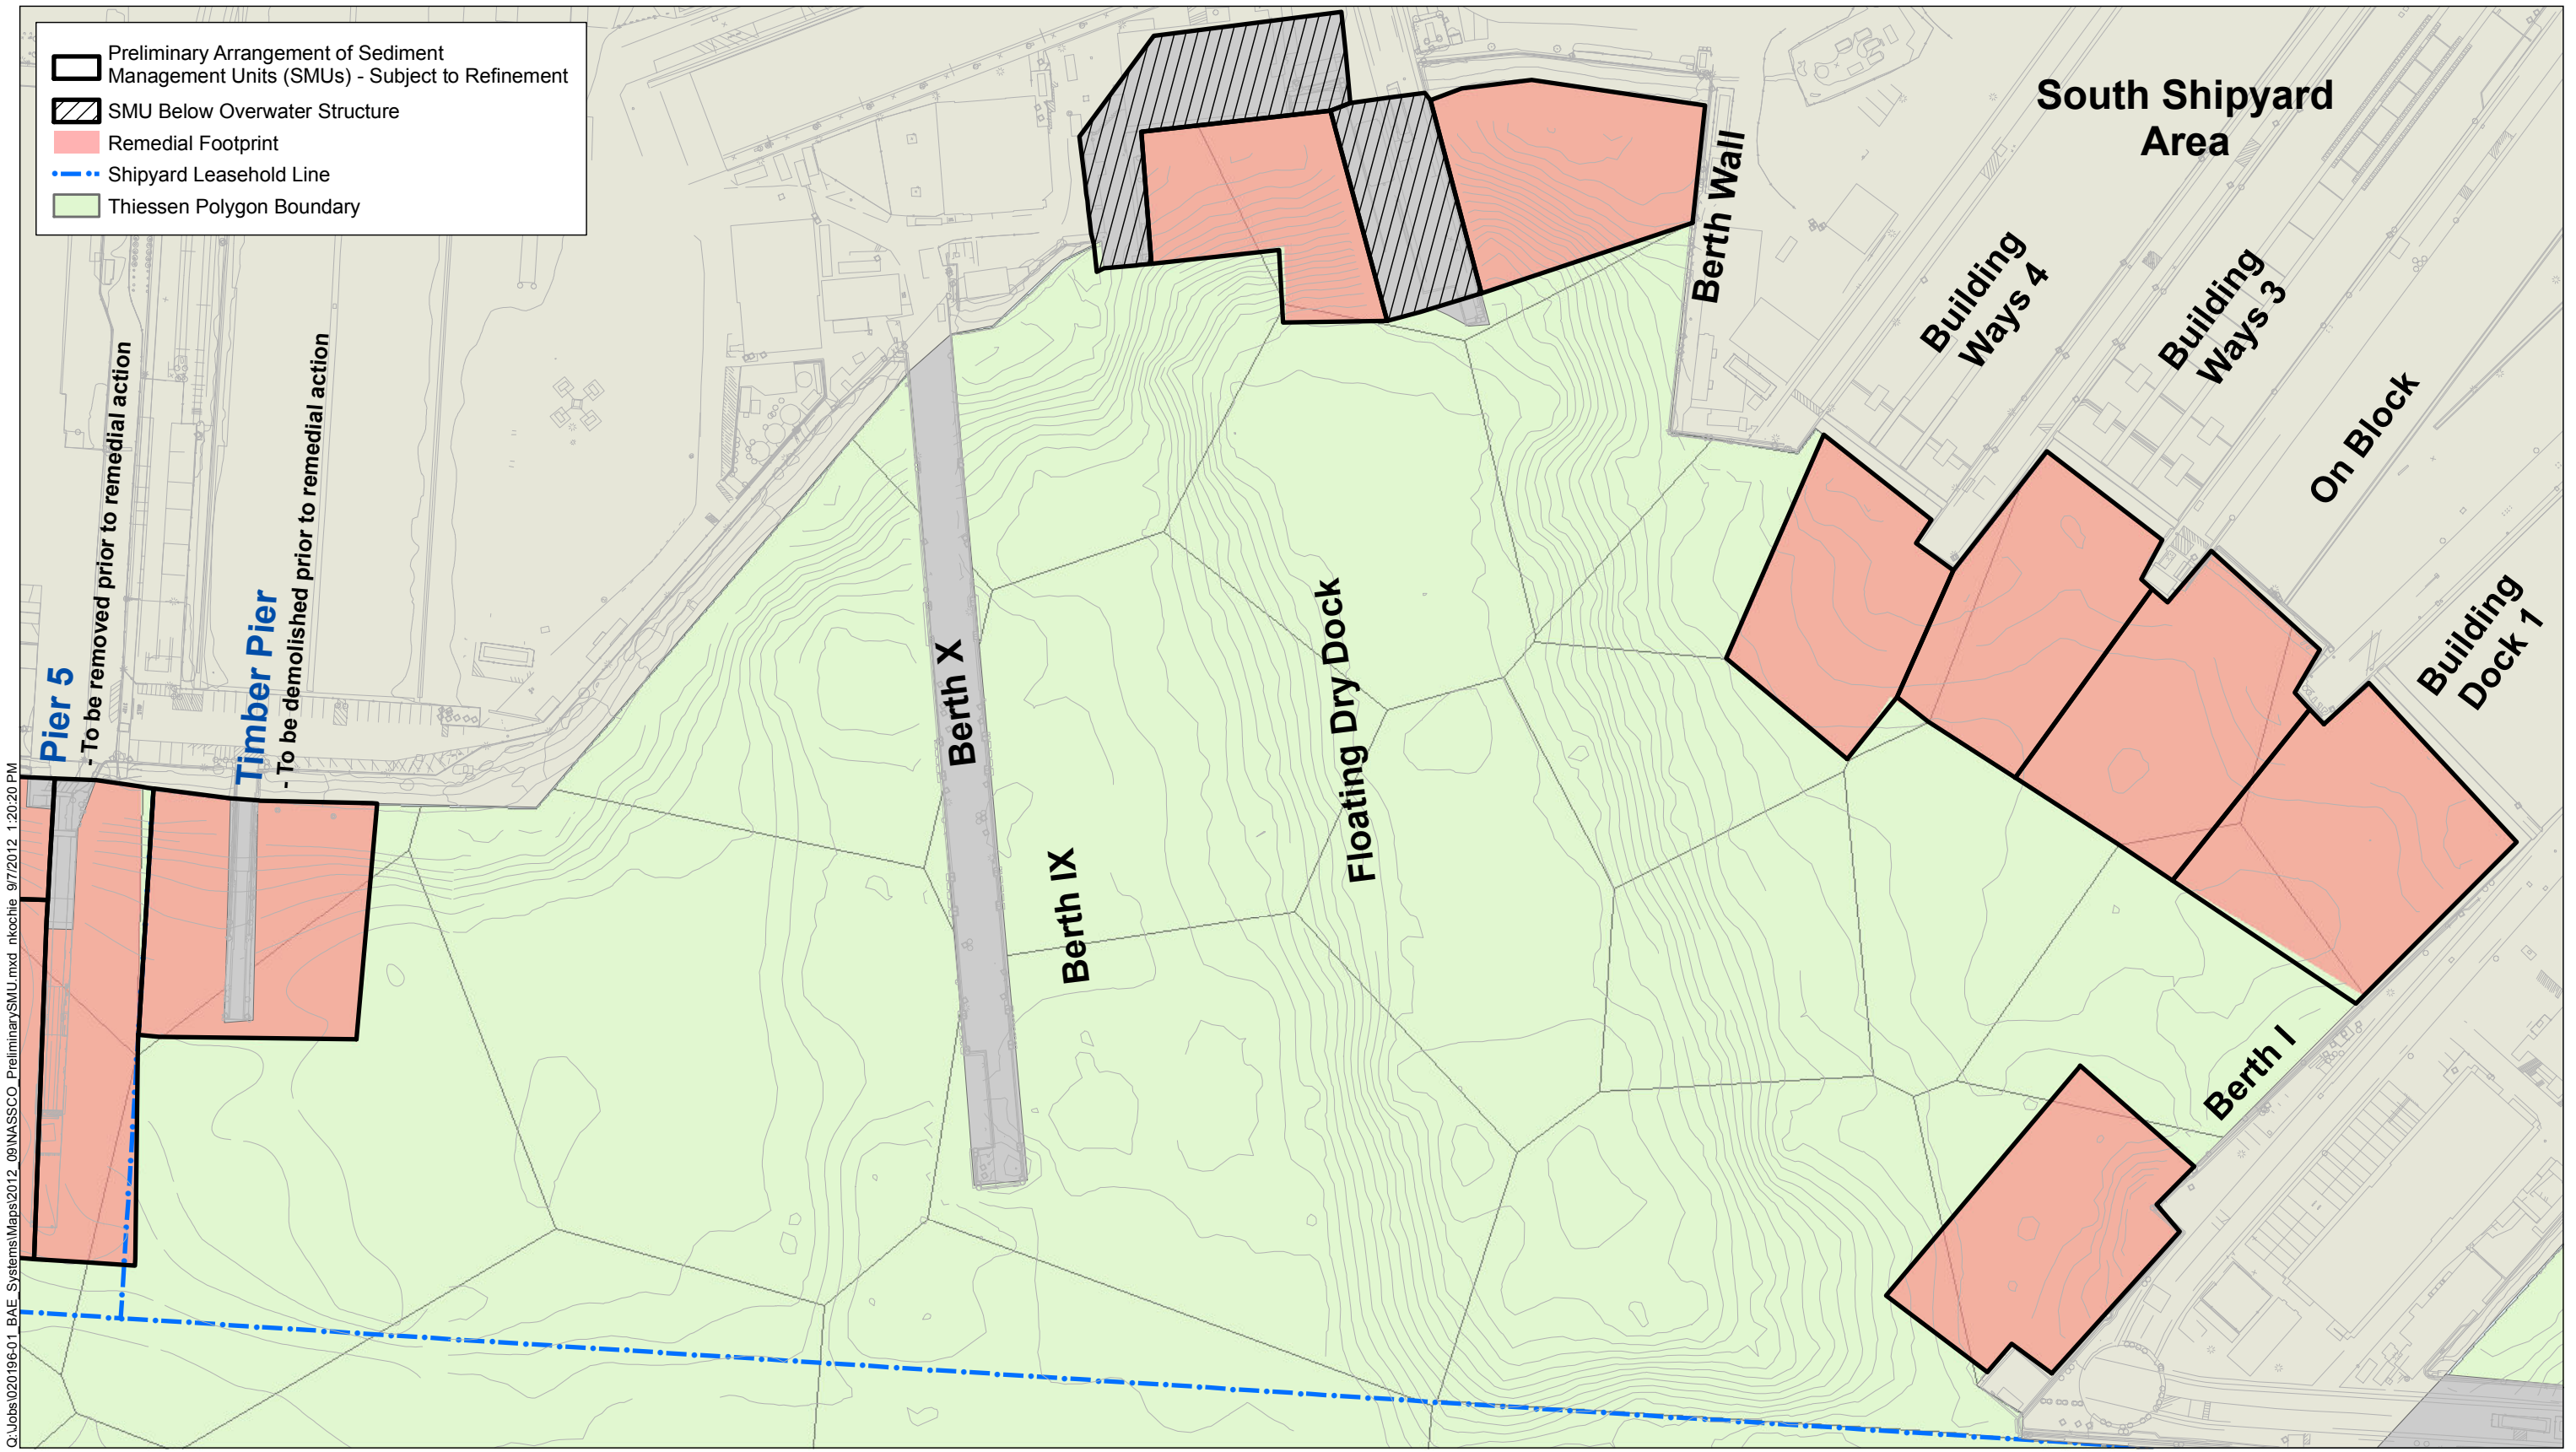 Preliminary Arrangement of Sediment
Management Units (SMUs) - Subject to Refinement
SMU Below Overwater Structure
Remedial Footprint
Shipyard Leasehold Line
Thiessen Polygon Boundary
South Shipyard
Area
Berth Wall
Building
Ways 4
Building
Ways 3
On Block
Building
Dock 1
Pier 5
- To be removed prior to remedial action
Timber Pier
- To be demolished prior to remedial action
Berth X
Berth IX
Floating Dry Dock
Berth I
Q:\Jobs\020196-01_BAE_Systems\Maps\2012_09\NASSCO_PreliminarySMU.mxd nkochie 9/7/2012 1:20:20 PM